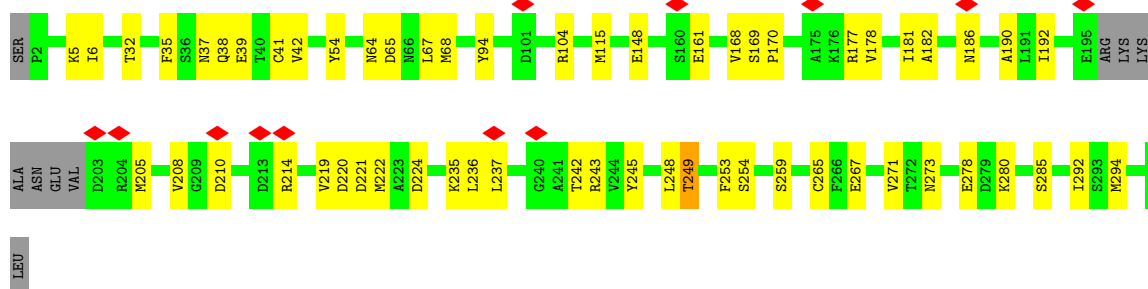 SER P2 K5 I6 T32 F35 S36 N37 Q38 E39 T40 C41 V42 Y54 N64 D65 N66 L67 M68 Y94 D101 R104 M115 E148 S160 E161 V168 S169 P170 A175 K176 R177 V178 I181 A182 N186 A190 L191 I192 E195 ARG LYS LYS
ALA ASN GLU VAL D203 R204 M205 V208 G209 D210 D213 R214 V219 D220 D221 M222 A223 D224 K235 L236 L237 G240 A241 T242 R243 V244 Y245 L248 T249 F253 S254 S259 C265 F266 E267 V271 T272 N273 E278 D279 K280 S285 I292 S293 M294
LEU